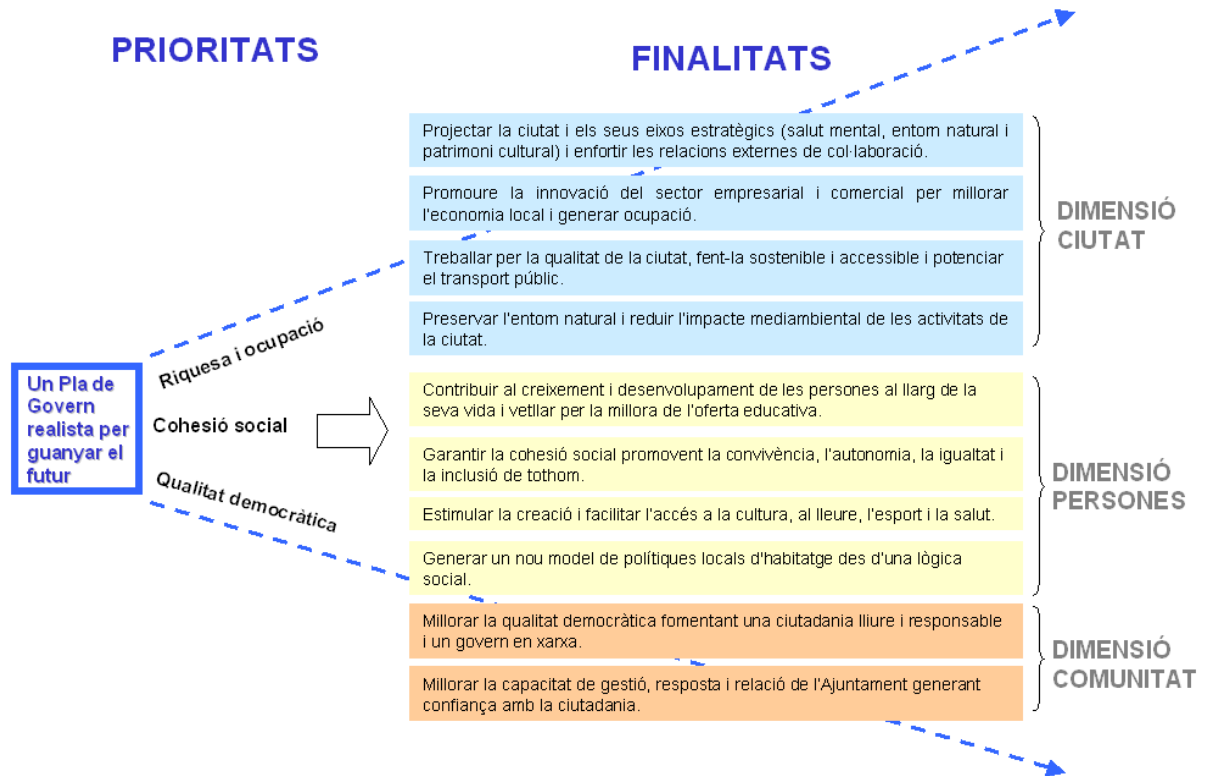 PRIORITATS
FINALITATS
Projectar la ciutat i els seus eixos estratègics (salut mental, entorn natural i
patrimoni cultural) i enfortir les relacions externes de col·laboració.
Promoure la innovació del sector empresarial i comercial per millorar
l'economia local i generar ocupació.
Treballar per la qualitat de la ciutat, fent-la sostenible i accessible i potenciar
el transport públic.
Preservar l'entorn natural i reduir l'impacte mediambiental de les activitats de
la ciutat.
DIMENSIÓ
CIUTAT
Un Pla de
Govern
realista per
guanyar el
futur
Riquesa i ocupació
Cohesió social
Qualitat democràtica
Contribuir al creixement i desenvolupament de les persones al llarg de la
seva vida i vetllar per la millora de l'oferta educativa.
Garantir la cohesió social promovent la convivència, l'autonomia, la igualtat i
la inclusió de tothom.
Estimular la creació i facilitar l'accés a la cultura, al lleure, l'esport i la salut.
Generar un nou model de polítiques locals d'habitatge des d'una lògica
social.
DIMENSIÓ
PERSONES
Millorar la qualitat democràtica fomentant una ciutadania lliure i responsable
i un govern en xarxa.
Millorar la capacitat de gestió, resposta i relació de l'Ajuntament generant
confiança amb la ciutadania.
DIMENSIÓ
COMUNITAT